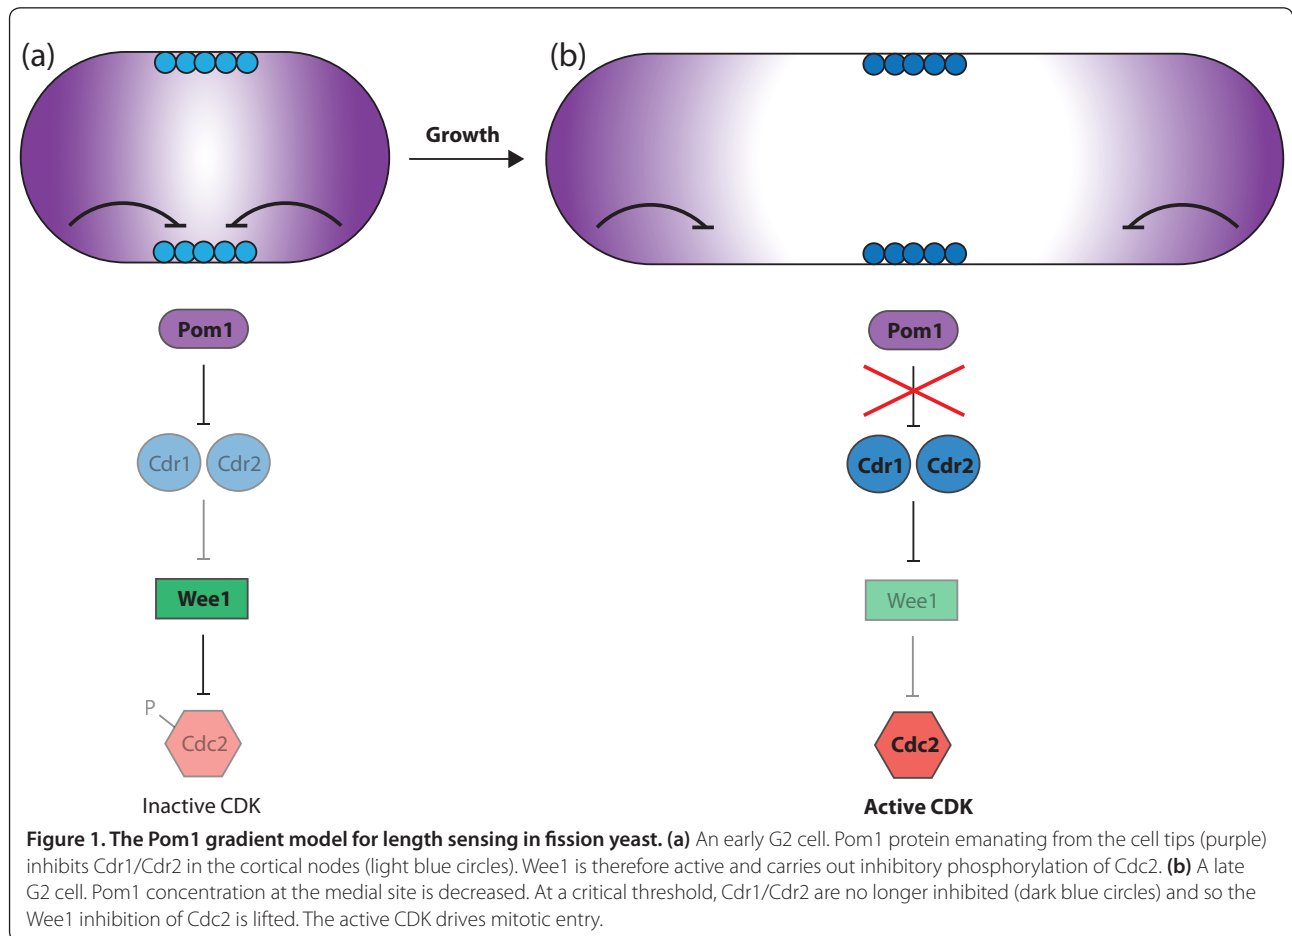 (a)
(b)
Growth
Pom1
Pom1
Cdr1 Cdr2
Cdr1 Cdr2
Wee1
Wee1
P
Cdc2
Cdc2
Inactive CDK
Active CDK
Figure 1. The Pom1 gradient model for length sensing in fission yeast. (a) An early G2 cell. Pom1 protein emanating from the cell tips (purple)
inhibits Cdr1/Cdr2 in the cortical nodes (light blue circles). Wee1 is therefore active and carries out inhibitory phosphorylation of Cdc2. (b) A late
G2 cell. Pom1 concentration at the medial site is decreased. At a critical threshold, Cdr1/Cdr2 are no longer inhibited (dark blue circles) and so the
Wee1 inhibition of Cdc2 is lifted. The active CDK drives mitotic entry.